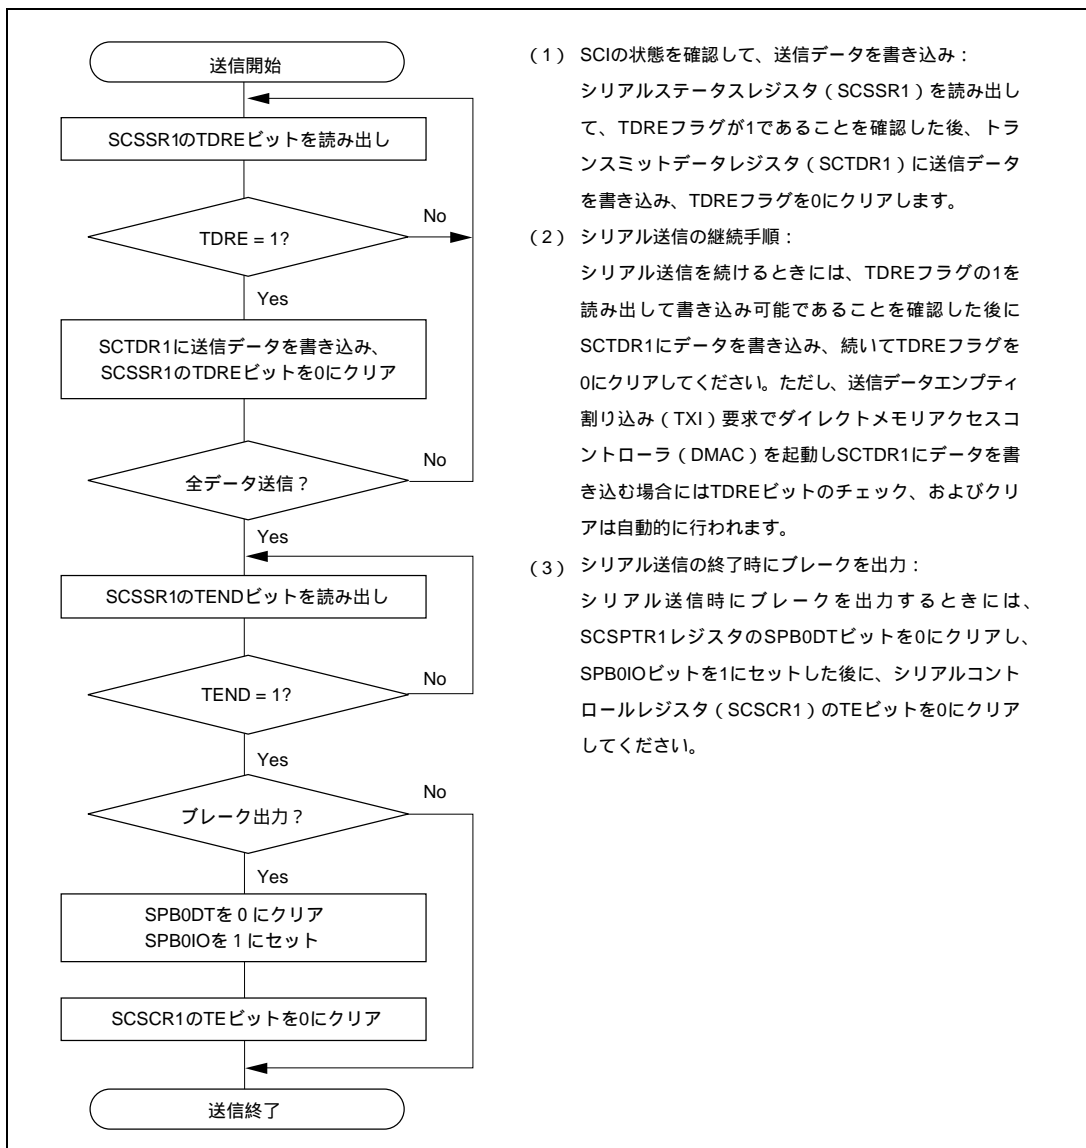 送信開始
SCSSR1のTDREビットを読み出し
No
TDRE = 1?
Yes
SCTDR1に送信データを書き込み、
SCSSR1のTDREビットを0にクリア
No
全データ送信？
Yes
SCSSR1のTENDビットを読み出し
No
TEND = 1?
Yes
No
ブレーク出力？
Yes
SPB0DTを 0 にクリア
SPB0IOを 1 にセット
SCSCR1のTEビットを0にクリア
送信終了
（1） SCIの状態を確認して、送信データを書き込み：
シリアルステータスレジスタ（SCSSR1）を読み出し
て、TDREフラグが1であることを確認した後、トラ
ンスミットデータレジスタ（SCTDR1）に送信データ
を書き込み、TDREフラグを0にクリアします。
（2） シリアル送信の継続手順：
シリアル送信を続けるときには、TDREフラグの1を
読み出して書き込み可能であることを確認した後に
SCTDR1にデータを書き込み、続いてTDREフラグを
0にクリアしてください。ただし、送信データエンプティ
割り込み（TXI）要求でダイレクトメモリアクセスコ
ントローラ（DMAC）を起動しSCTDR1にデータを書
き込む場合にはTDREビットのチェック、およびクリ
アは自動的に行われます。
（3） シリアル送信の終了時にブレークを出力：
シリアル送信時にブレークを出力するときには、
SCSPTR1レジスタのSPB0DTビットを0にクリアし、
SPB0IOビットを1にセットした後に、シリアルコント
ロールレジスタ（SCSCR1）のTEビットを0にクリア
してください。